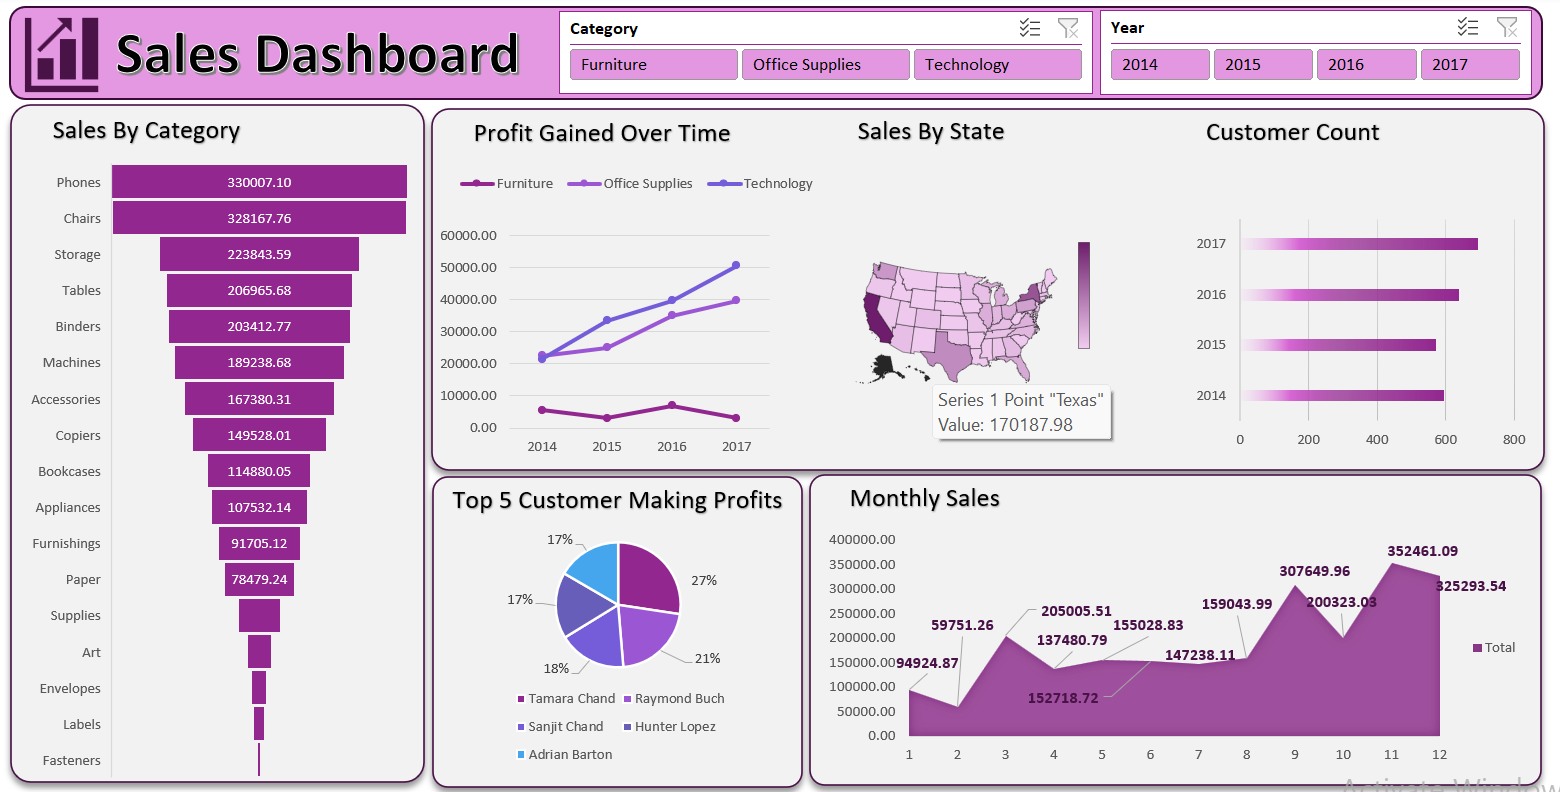 Sales Dashboard
Category
Furniture
Office Supplies
Technology
Year
2014
2015
2016
2017
Sales By Category
Phones 330007.10
Chairs 328167.76
Storage 223843.59
Tables 206965.68
Binders 203412.77
Machines 189238.68
Accessories 167380.31
Copiers 149528.01
Bookcases 114880.05
Appliances 107532.14
Furnishings 91705.12
Paper 78479.24
Supplies
Art
Envelopes
Labels
Fasteners
Profit Gained Over Time
Furniture Office Supplies Technology
60000.00
50000.00
40000.00
30000.00
20000.00
10000.00
0.00
2014 2015 2016 2017
Sales By State
Series 1 Point "Texas"
Value: 170187.98
Customer Count
2017
2016
2015
2014
0 200 400 600 800
Top 5 Customer Making Profits
17%
27%
17%
18%
21%
Tamara Chand Raymond Buch
Sanjit Chand Hunter Lopez
Adrian Barton
Monthly Sales
400000.00
350000.00
300000.00
250000.00
200000.00
150000.00
100000.00
50000.00
0.00
94924.87
59751.26
205005.51
137480.79
155028.83
152718.72
147238.11
159043.99
307649.96
200323.03
352461.09
325293.54
1 2 3 4 5 6 7 8 9 10 11 12
Total